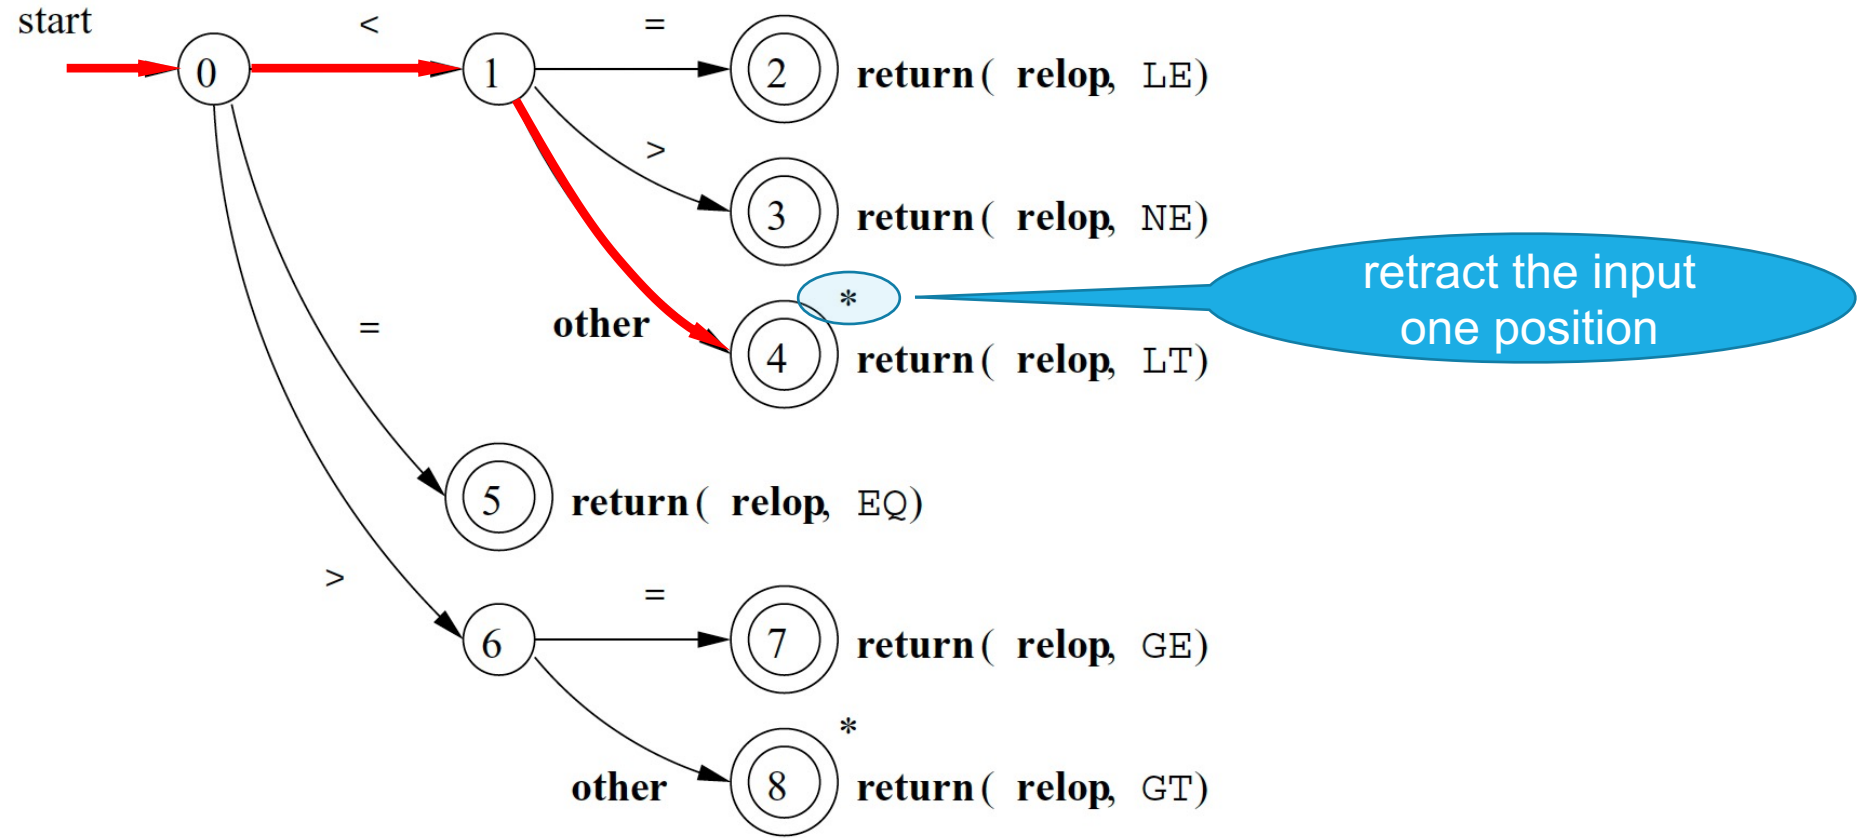 start
<
=
0
1
2
return( relop, LE)
>
3
return( relop, NE)
*
retract the input
one position
other
=
4
return( relop, LT)
5
return( relop, EQ)
>
=
6
7
return( relop, GE)
*
other
8
return( relop, GT)